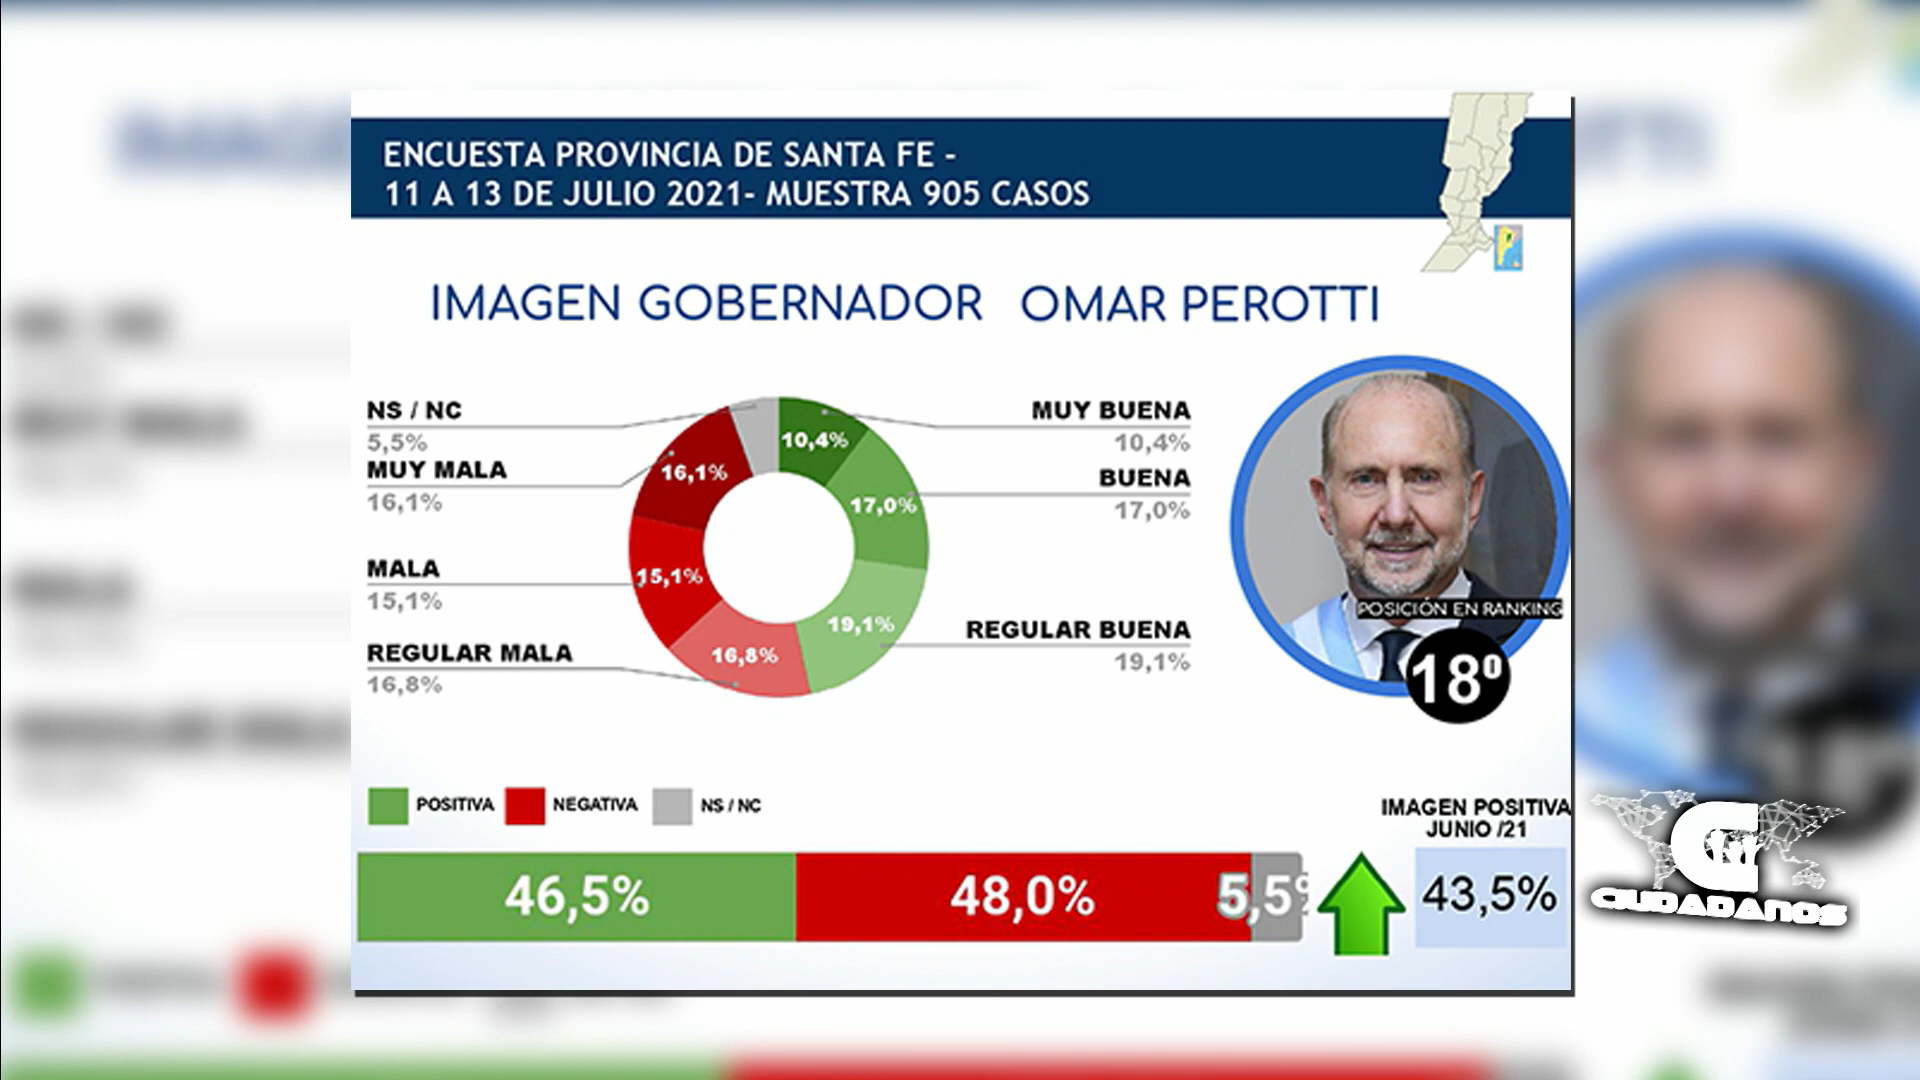 ENCUESTA PROVINCIA DE SANTA FE -
11 A 13 DE JULIO 2021- MUESTRA 905 CASOS
IMAGEN GOBERNADOR OMAR PEROTTI
NS / NC
5,5%
MUY MALA
16,1%
MALA
15,1%
REGULAR MALA
16,8%
10,4%
17,0%
19,1%
16,8%
15,1%
16,1%
MUY BUENA
10,4%
BUENA
17,0%
REGULAR BUENA
19,1%
POSICIÓN EN RANKING
18º
POSITIVA NEGATIVA NS / NC
46,5% 48,0% 5,5%
IMAGEN POSITIVA
JUNIO /21
43,5%
CIUDADANOS